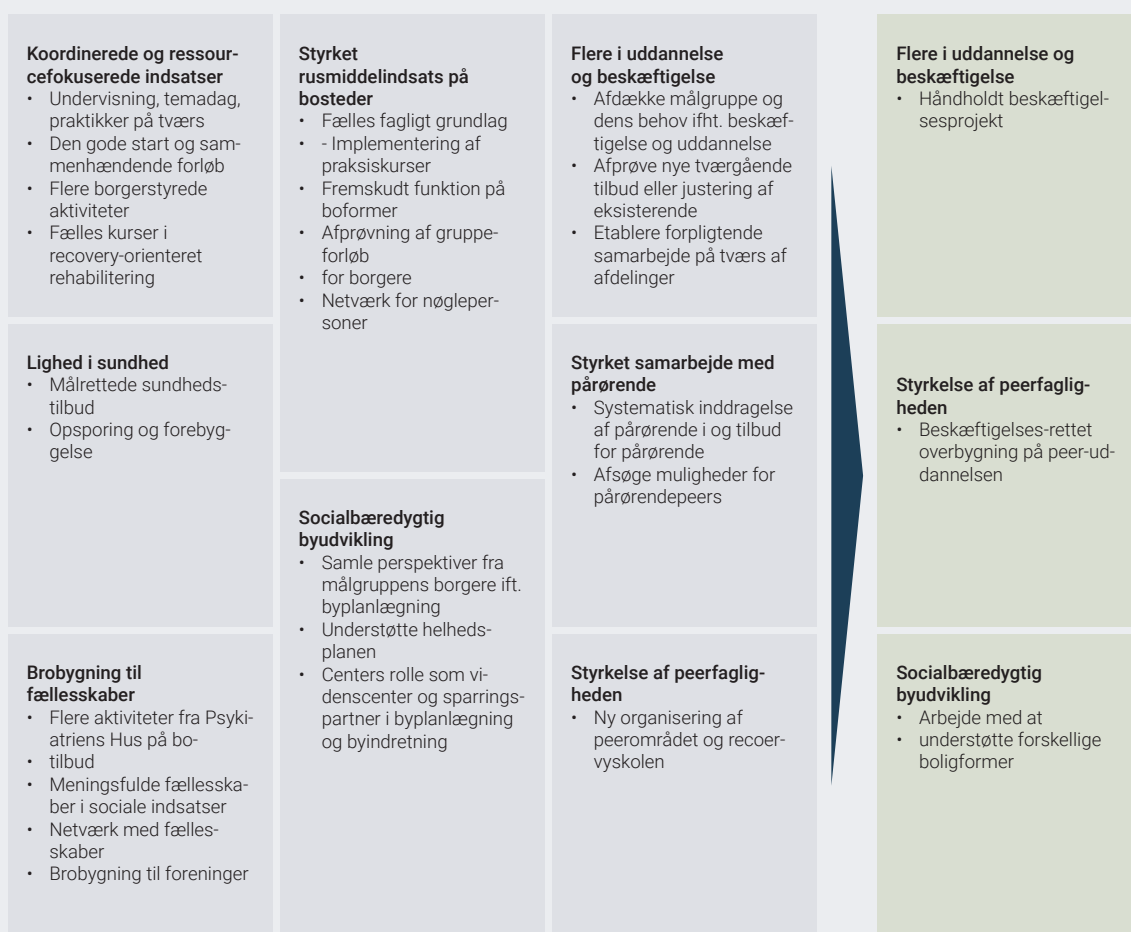 Koordinerede og ressour-
cefokuserede indsatser
• Undervisning, temadag,
praktikker på tværs
• Den gode start og sam-
menhændende forløb
• Flere borgerstyrede
aktiviteter
• Fælles kurser i
recovery-orienteret
rehabilitering
Lighed i sundhed
• Målrettede sundheds-
tilbud
• Opsporing og forebyg-
gelse
Brobygning til
fællesskaber
• Flere aktiviteter fra Psyki-
atriens Hus på bo-
• tilbud
• Meningsfulde fællesska-
ber i sociale indsatser
• Netværk med fælles-
skaber
• Brobygning til foreninger
Styrket
rusmiddelindsats på
bosteder
• Fælles fagligt grundlag
• - Implementering af
praksiskurser
• Fremskudt funktion på
boformer
• Afprøvning af gruppe-
forløb
• for borgere
• Netværk for nøgleper-
soner
Socialbæredygtig
byudvikling
• Samle perspektiver fra
målgruppens borgere ift.
byplanlægning
• Understøtte helheds-
planen
• Centers rolle som vi-
denscenter og sparrings-
partner i byplanlægning
og byindretning
Flere i uddannelse
og beskæftigelse
• Afdække målgruppe og
dens behov ifht. beskæf-
tigelse og uddannelse
• Afprøve nye tværgående
tilbud eller justering af
eksisterende
• Etablere forpligtende
samarbejde på tværs af
afdelinger
Styrket samarbejde med
pårørende
• Systematisk inddragelse
af pårørende i og tilbud
for pårørende
• Afsøge muligheder for
pårørendepeers
Styrkelse af peerfaglig-
heden
• Ny organisering af
peerområdet og recoer-
vyskolen
Flere i uddannelse og
beskæftigelse
• Håndholdt beskæftigel-
sesprojekt
Styrkelse af peerfaglig-
heden
• Beskæftigelses-rettet
overbygning på peer-ud-
dannelsen
Socialbæredygtig
byudvikling
• Arbejde med at
• understøtte forskellige
boligformer